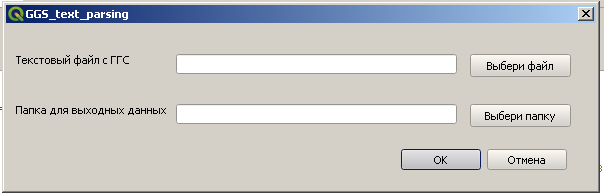 GGS_text_parsing
Текстовый файл с ГГС
Выбери файл
Папка для выходных данных
Выбери папку
OK
Отмена